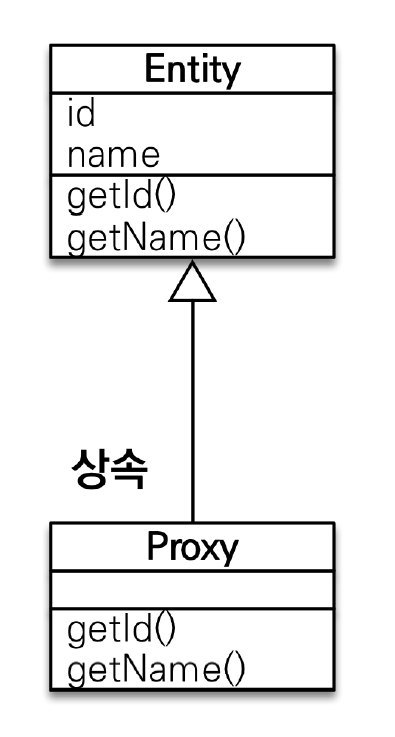 Entity
id
name
getId()
getName()
상속
Proxy
getId()
getName()